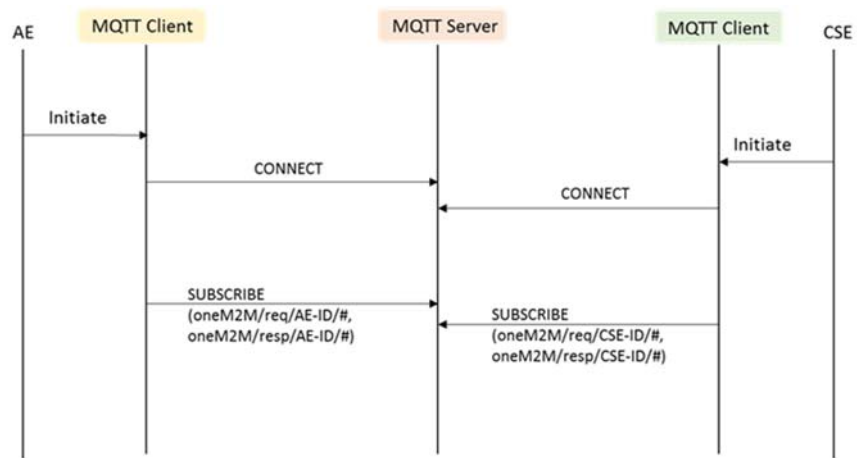 AE
MQTT Client
MQTT Server
MQTT Client
CSE
Initiate
Initiate
CONNECT
CONNECT
SUBSCRIBE
(oneM2M/req/AE-ID/#,
oneM2M/resp/AE-ID/#)
SUBSCRIBE
(oneM2M/req/CSE-ID/#,
oneM2M/resp/CSE-ID/#)